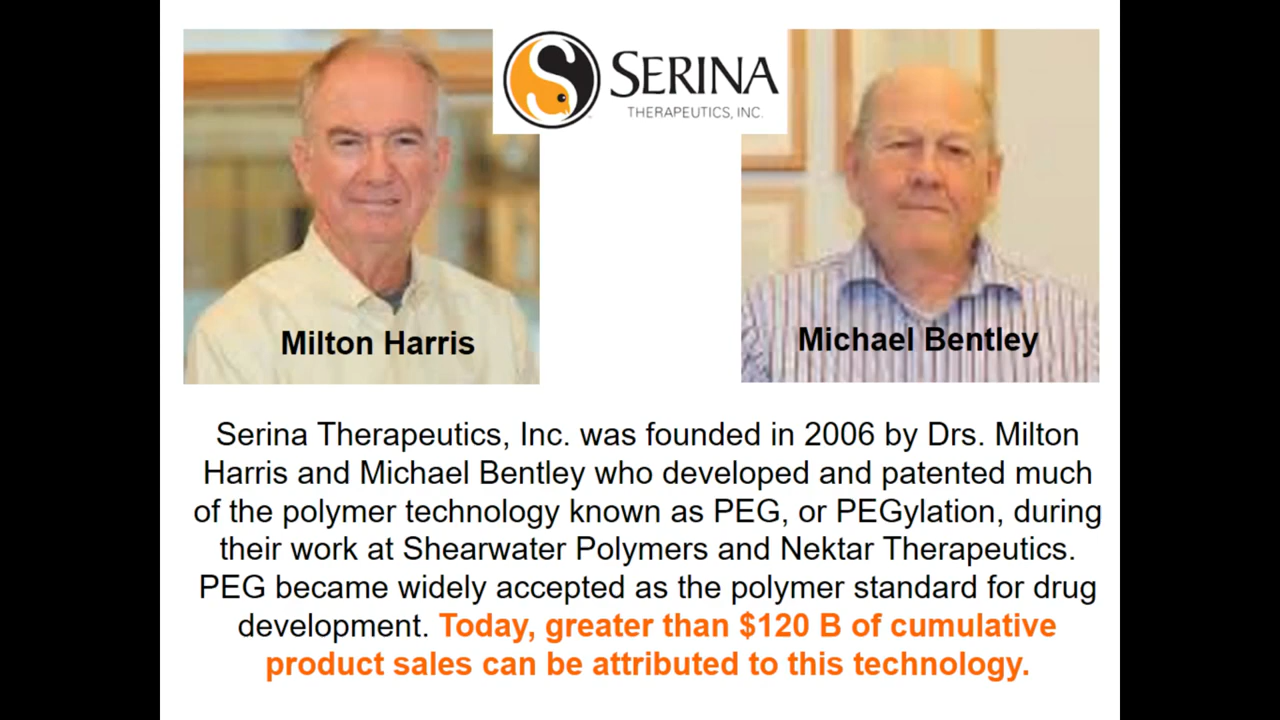 SERINA
THERAPEUTICS, INC.
Milton Harris
Michael Bentley
Serina Therapeutics, Inc. was founded in 2006 by Drs. Milton
Harris and Michael Bentley who developed and patented much
of the polymer technology known as PEG, or PEGylation, during
their work at Shearwater Polymers and Nektar Therapeutics.
PEG became widely accepted as the polymer standard for drug
development. Today, greater than $120 B of cumulative
product sales can be attributed to this technology.